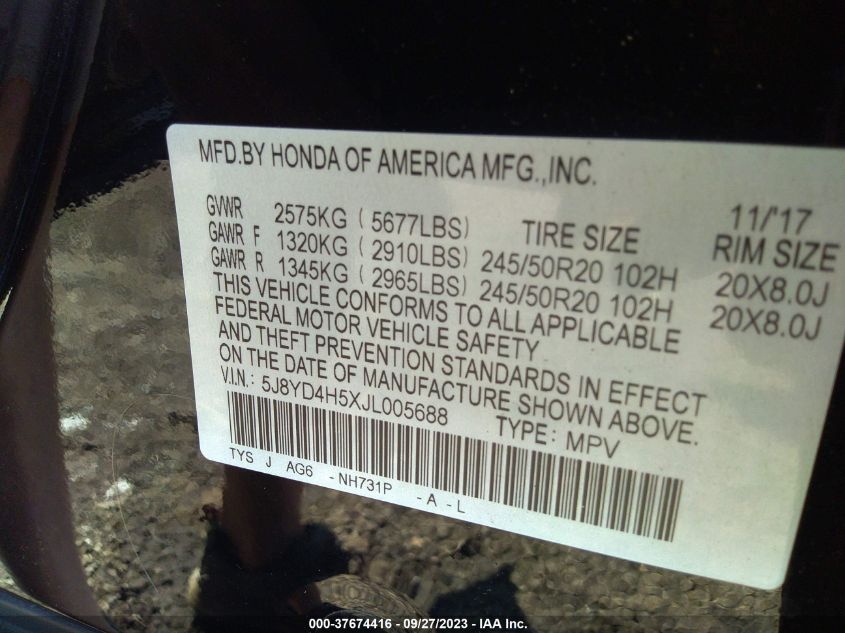 MFD.BY HONDA OF AMERICA MFG.,INC.
11/'17
GVWR 2575KG ( 5677LBS) TIRE SIZE RIM SIZE
GAWR F 1320KG ( 2910LBS) 245/50R20 102H 20X8.0J
GAWR R 1345KG ( 2965LBS) 245/50R20 102H 20X8.0J
THIS VEHICLE CONFORMS TO ALL APPLICABLE
FEDERAL MOTOR VEHICLE SAFETY
AND THEFT PREVENTION STANDARDS IN EFFECT
ON THE DATE OF MANUFACTURE SHOWN ABOVE.
V.I.N.: 5J8YD4H5XJL005688 TYPE: MPV
TYS J AG6 - NH731P - A - L
000-37674416 - 09/27/2023 - IAA Inc.